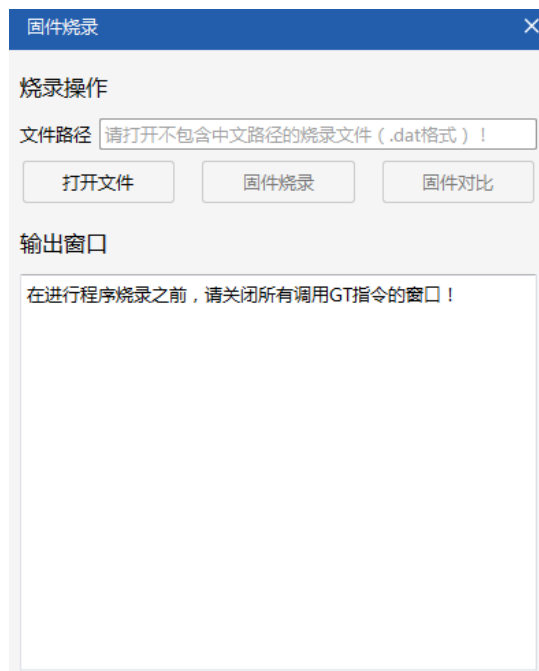 固件烧录
烧录操作
文件路径 请打开不包含中文路径的烧录文件（.dat格式）！
打开文件 固件烧录 固件对比
输出窗口
在进行程序烧录之前，请关闭所有调用GT指令的窗口！